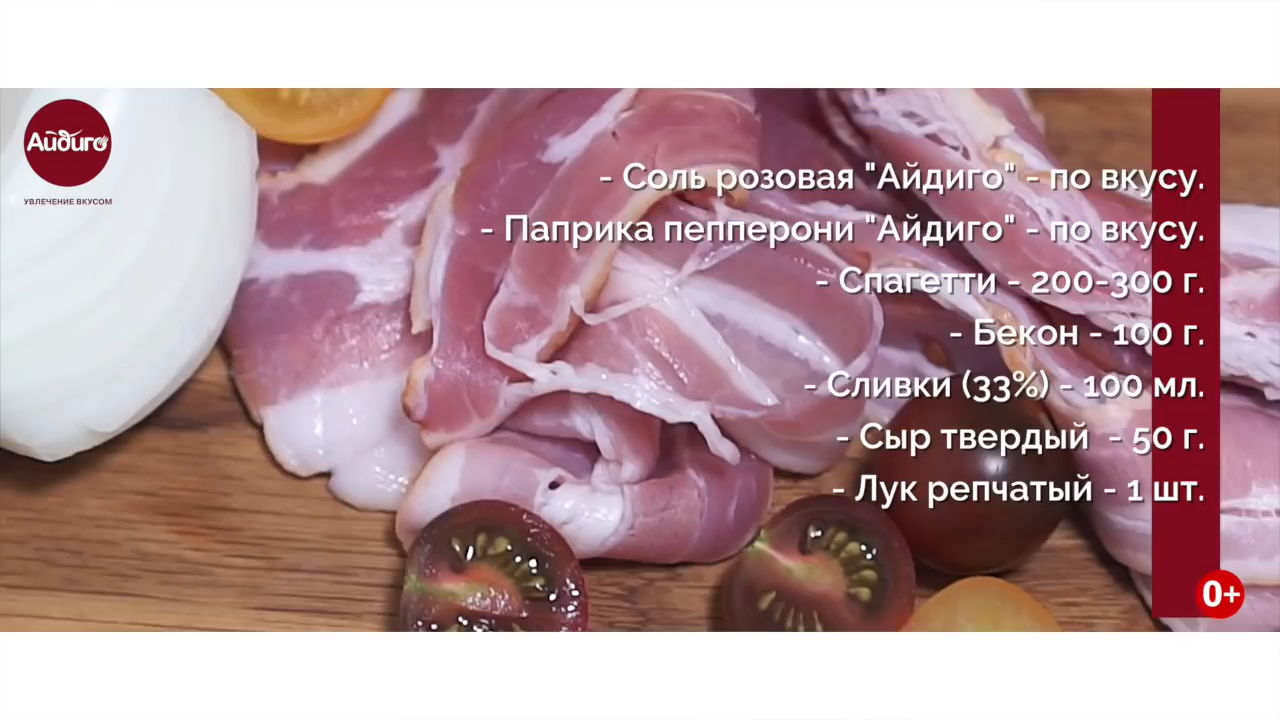 Айдиго
УВЛЕЧЕНИЕ ВКУСОМ
- Соль розовая "Айдиго" - по вкусу.
- Паприка пепперони "Айдиго" - по вкусу.
- Спагетти - 200-300 г.
- Бекон - 100 г.
- Сливки (33%) - 100 мл.
- Сыр твердый  - 50 г.
- Лук репчатый - 1 шт.
0+